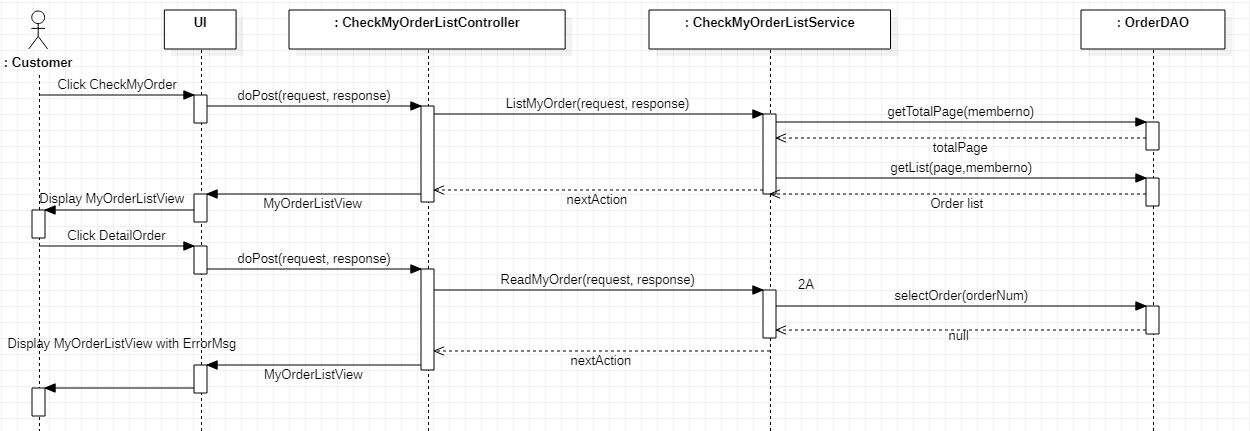 UI
: CheckMyOrderListController
: CheckMyOrderListService
: OrderDAO
: Customer
Click CheckMyOrder
doPost(request, response)
ListMyOrder(request, response)
getTotalPage(memberno)
totalPage
getList(page,memberno)
Display MyOrderListView
MyOrderListView
nextAction
Order list
Click DetailOrder
doPost(request, response)
ReadMyOrder(request, response)
2A
selectOrder(orderNum)
null
Display MyOrderListView with ErrorMsg
nextAction
MyOrderListView